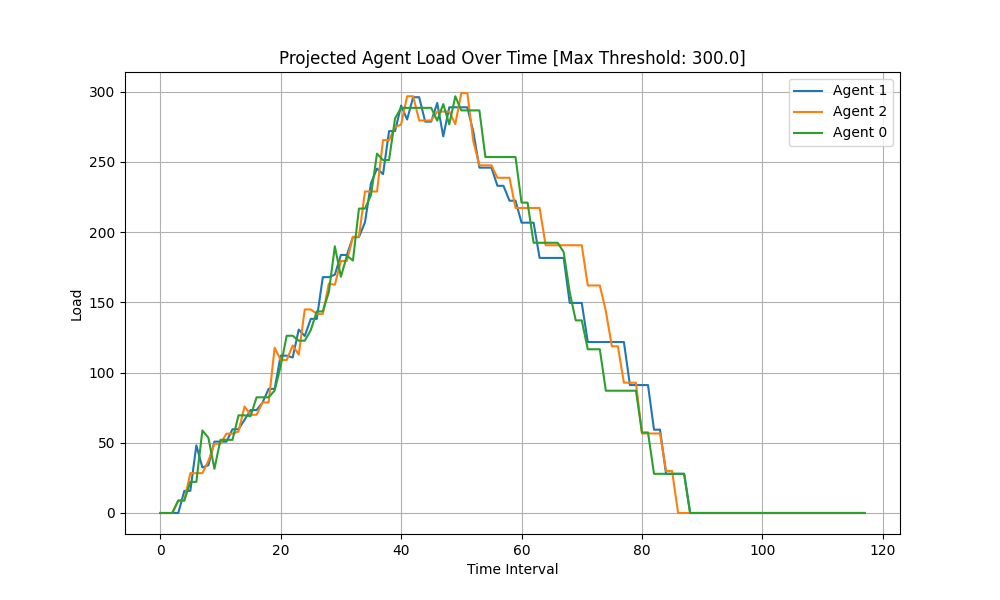 Projected Agent Load Over Time [Max Threshold: 300.0]
Agent 1
Agent 2
Agent 0
Load
300
250
200
150
100
50
0
0 20 40 60 80 100 120
Time Interval